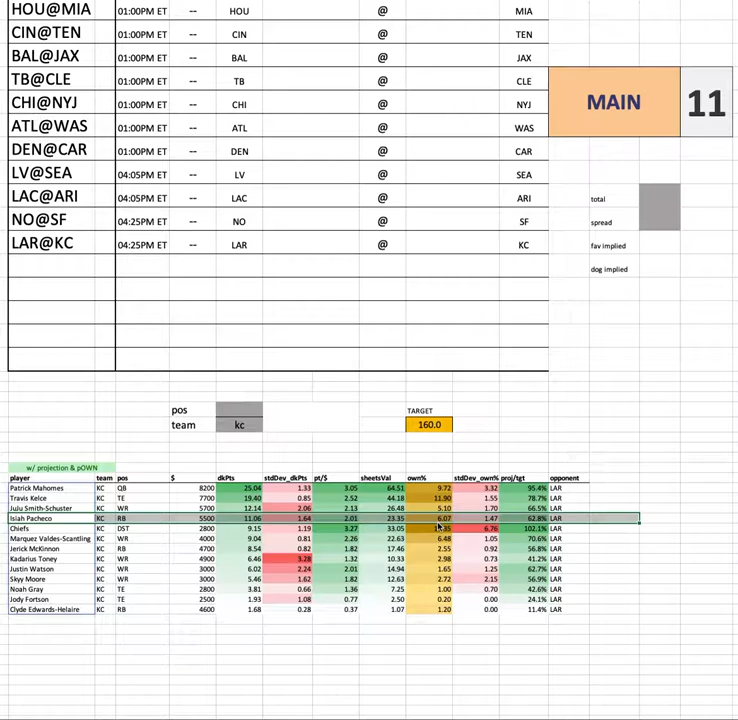 HOU@MIA 01:00PM ET -- HOU @ MIA
CIN@TEN 01:00PM ET -- CIN @ TEN
BAL@JAX 01:00PM ET -- BAL @ JAX
TB@CLE 01:00PM ET -- TB @ CLE
CHI@NYJ 01:00PM ET -- CHI @ NYJ
MAIN 11
ATL@WAS 01:00PM ET -- ATL @ WAS
DEN@CAR 01:00PM ET -- DEN @ CAR
LV@SEA 04:05PM ET -- LV @ SEA
LAC@ARI 04:05PM ET -- LAC @ ARI total
NO@SF 04:25PM ET -- NO @ SF spread
LAR@KC 04:25PM ET -- LAR @ KC fav implied
dog implied
pos TARGET
team kc 160.0
w/ projection & pOWN
player team pos $ dkPts stdDev_dkPts pt/$ sheetsVal own% stdDev_own% proj/tgt opponent
Patrick Mahomes KC QB 8200 25.04 1.33 3.05 64.51 9.72 3.32 95.4% LAR
Travis Kelce KC TE 7700 19.40 0.85 2.52 44.18 11.90 1.55 78.7% LAR
JuJu Smith-Schuster KC WR 5700 12.14 2.06 2.13 26.48 5.10 1.70 66.5% LAR
Isiah Pacheco KC RB 5500 11.06 1.64 2.01 23.35 6.07 1.47 62.8% LAR
Chiefs KC DST 2800 9.15 1.19 3.27 33.05 6.76 102.1% LAR
Marquez Valdes-Scantling KC WR 4000 9.04 0.81 2.26 22.63 6.48 1.05 70.6% LAR
Jerick McKinnon KC RB 4700 8.54 0.82 1.82 17.46 2.55 0.92 56.8% LAR
Kadarius Toney KC WR 4900 6.46 3.28 1.32 10.33 2.98 0.73 41.2% LAR
Justin Watson KC WR 3000 6.02 2.24 2.01 14.94 1.65 1.25 62.7% LAR
Skyy Moore KC WR 3000 5.46 1.62 1.82 12.63 2.72 2.15 56.9% LAR
Noah Gray KC TE 2800 3.81 0.66 1.36 7.25 1.00 0.70 42.6% LAR
Jody Fortson KC TE 2500 1.93 1.08 0.77 2.50 0.20 0.00 24.1% LAR
Clyde Edwards-Helaire KC RB 4600 1.68 0.28 0.37 1.07 1.20 0.00 11.4% LAR